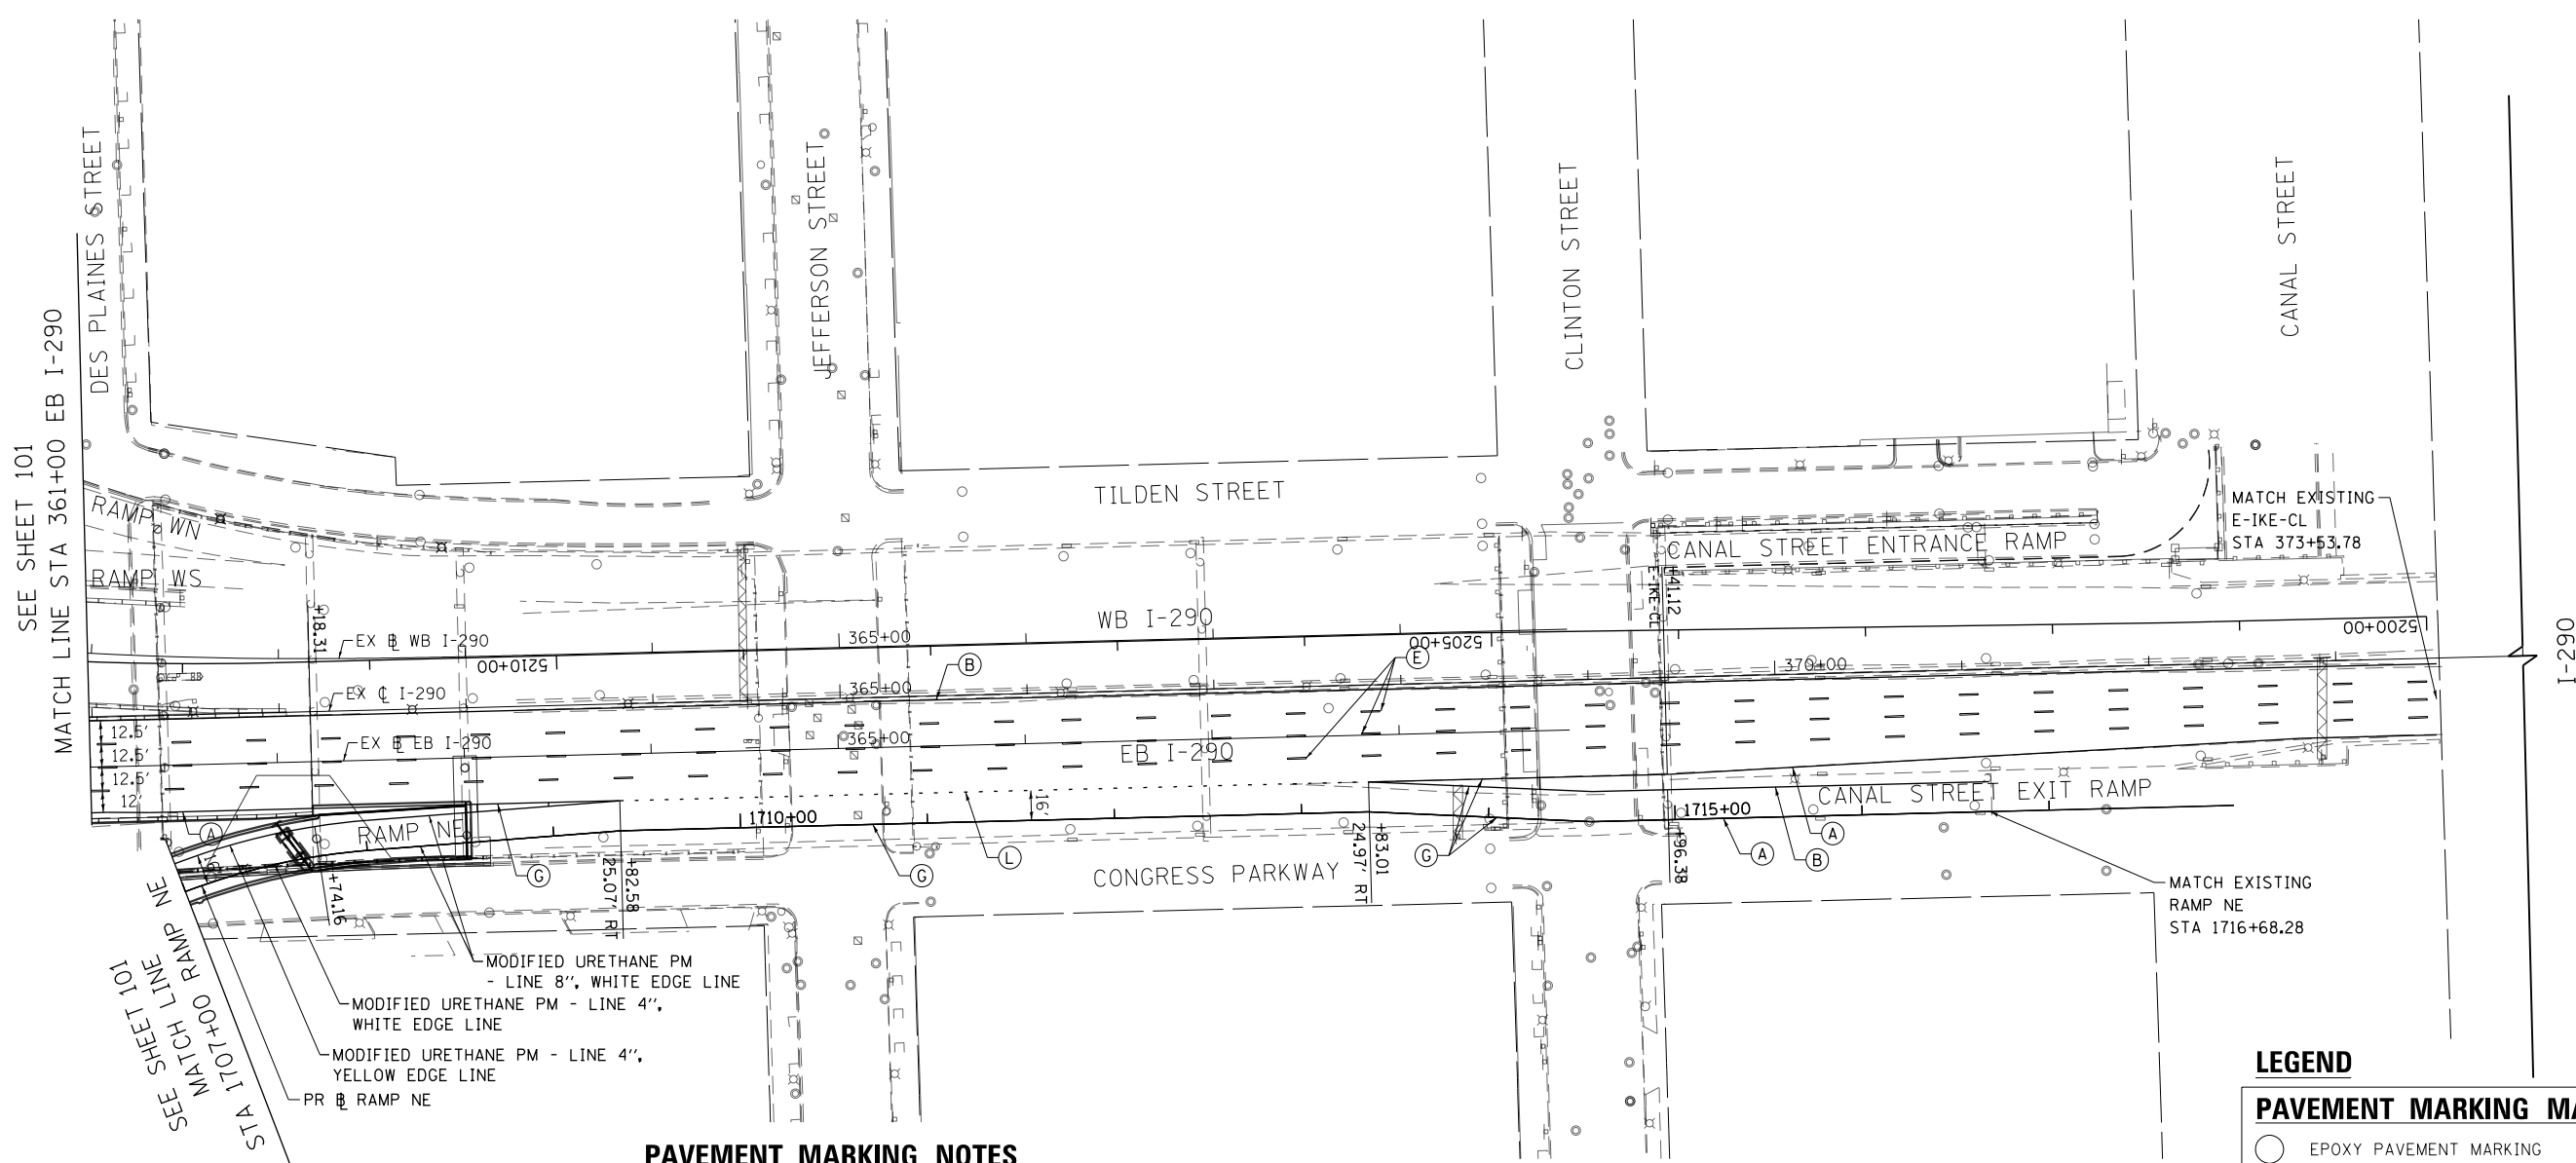 SEE SHEET 101
MATCH LINE STA 361+00 EB I-290
DES PLAINES STREET
JEFFERSON STREET
CLINTON STREET
CANAL STREET
TILDEN STREET
RAMP WN
RAMP WS
CANAL STREET ENTRANCE RAMP
MATCH EXISTING
E-IKE-CL
STA 373+53.78
+18.31
EX B WB I-290
5210+00
365+00
WB I-290
5205+00
+41.12
E-IKE-CL
5200+00
I-290
EX C I-290
365+00
B
E
370+00
12.5'
12.5'
12.5'
12'
EX B EB I-290
365+00
EB I-290
A
RAMP NE
16'
1710+00
16'
1715+00
CANAL STREET EXIT RAMP
+74.16
G
+82.58
25.07' RT
G
L
+83.01
24.97' RT
G
+96.38
A
A
B
CONGRESS PARKWAY
MATCH EXISTING
RAMP NE
STA 1716+68.28
SEE SHEET 101
MATCH LINE
STA 1707+00 RAMP NE
MODIFIED URETHANE PM
- LINE 8", WHITE EDGE LINE
MODIFIED URETHANE PM - LINE 4",
WHITE EDGE LINE
MODIFIED URETHANE PM - LINE 4",
YELLOW EDGE LINE
PR B RAMP NE
LEGEND
PAVEMENT MARKING MA
EPOXY PAVEMENT MARKING
PAVEMENT MARKING NOTES